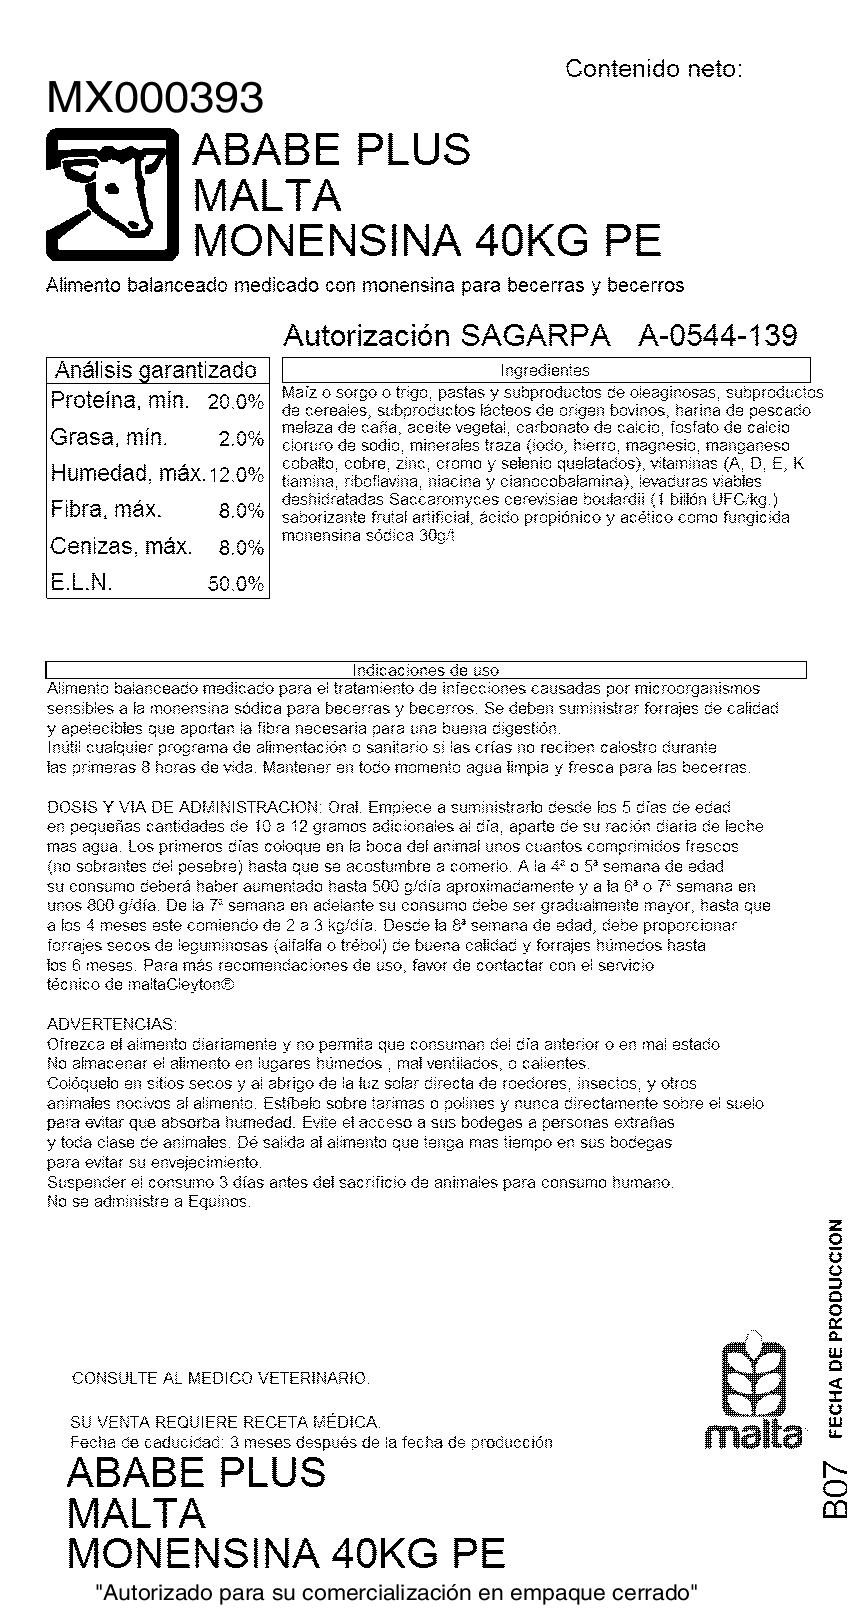 Contenido neto:
MX000393
ABABE PLUS
MALTA
MONENSINA 40KG PE
Alimento balanceado medicado con monensina para becerras y becerros
Autorización SAGARPA A-0544-139
Análisis garantizado
Proteína, mín. 20.0%
Grasa, mín. 2.0%
Humedad, máx. 12.0%
Fibra, máx. 8.0%
Cenizas, máx. 8.0%
E.L.N. 50.0%
Ingredientes
Maíz o sorgo o trigo, pastas y subproductos de oleaginosas, subproductos
de cereales, subproductos lácteos de origen bovinos, harina de pescado
melaza de caña, aceite vegetal, carbonato de calcio, fosfato de calcio
cloruro de sodio, minerales traza (iodo, hierro, magnesio, manganeso
cobalto, cobre, zinc, cromo y selenio quelatados), vitaminas (A, D, E, K
tiamina, riboflavina, niacina y cianocobalamina), levaduras viables
deshidratadas Saccaromyces cerevisiae boulardii (1 billón UFC/kg.)
saborizante frutal artificial, ácido propiónico y acético como fungicida
monensina sódica 30g/t
Indicaciones de uso
Alimento balanceado medicado para el tratamiento de infecciones causadas por microorganismos
sensibles a la monensina sódica para becerras y becerros. Se deben suministrar forrajes de calidad
y apetecibles que aportan la fibra necesaria para una buena digestión.
Inútil cualquier programa de alimentación o sanitario si las crías no reciben calostro durante
las primeras 8 horas de vida. Mantener en todo momento agua limpia y fresca para las becerras.
DOSIS Y VIA DE ADMINISTRACION: Oral. Empiece a suministrarlo desde los 5 días de edad
en pequeñas cantidades de 10 a 12 gramos adicionales al día, aparte de su ración diaria de leche
mas agua. Los primeros días coloque en la boca del animal unos cuantos comprimidos frescos
(no sobrantes del pesebre) hasta que se acostumbre a comerlo. A la 4ª o 5ª semana de edad
su consumo deberá haber aumentado hasta 500 g/día aproximadamente y a la 6ª o 7ª semana en
unos 800 g/día. De la 7ª semana en adelante su consumo debe ser gradualmente mayor, hasta que
a los 4 meses este comiendo de 2 a 3 kg/día. Desde la 8ª semana de edad, debe proporcionar
forrajes secos de leguminosas (alfalfa o trébol) de buena calidad y forrajes húmedos hasta
los 6 meses. Para más recomendaciones de uso, favor de contactar con el servicio
técnico de maltaCleyton®
ADVERTENCIAS:
Ofrezca el alimento diariamente y no permita que consuman del día anterior o en mal estado
No almacenar el alimento en lugares húmedos , mal ventilados, o calientes.
Colóquelo en sitios secos y al abrigo de la luz solar directa de roedores, insectos, y otros
animales nocivos al alimento. Estíbelo sobre tarimas o polines y nunca directamente sobre el suelo
para evitar que absorba humedad. Evite el acceso a sus bodegas a personas extrañas
y toda clase de animales. Dé salida al alimento que tenga mas tiempo en sus bodegas
para evitar su envejecimiento.
Suspender el consumo 3 días antes del sacrificio de animales para consumo humano.
No se administre a Equinos.
FECHA DE PRODUCCION
B07
malta
CONSULTE AL MEDICO VETERINARIO.
SU VENTA REQUIERE RECETA MÉDICA.
Fecha de caducidad: 3 meses después de la fecha de producción
ABABE PLUS
MALTA
MONENSINA 40KG PE
"Autorizado para su comercialización en empaque cerrado"